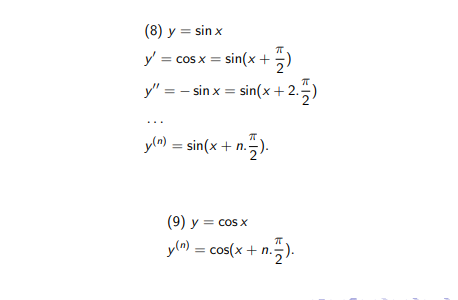 (8) y = sin x
y′ = cos x = sin(x + π/2)
y″ = − sin x = sin(x + 2.π/2)
. . .
y⁽ⁿ⁾ = sin(x + n.π/2).
(9) y = cos x
y⁽ⁿ⁾ = cos(x + n.π/2).